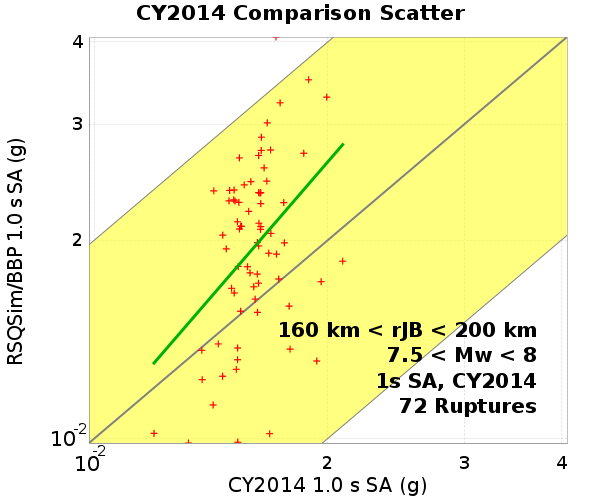 CY2014 Comparison Scatter
RSQSim/BBP 1.0 s SA (g)
4
3
2
10-2
160 km < rJB < 200 km
7.5 < Mw < 8
1s SA, CY2014
72 Ruptures
10-2 2 3 4
CY2014 1.0 s SA (g)